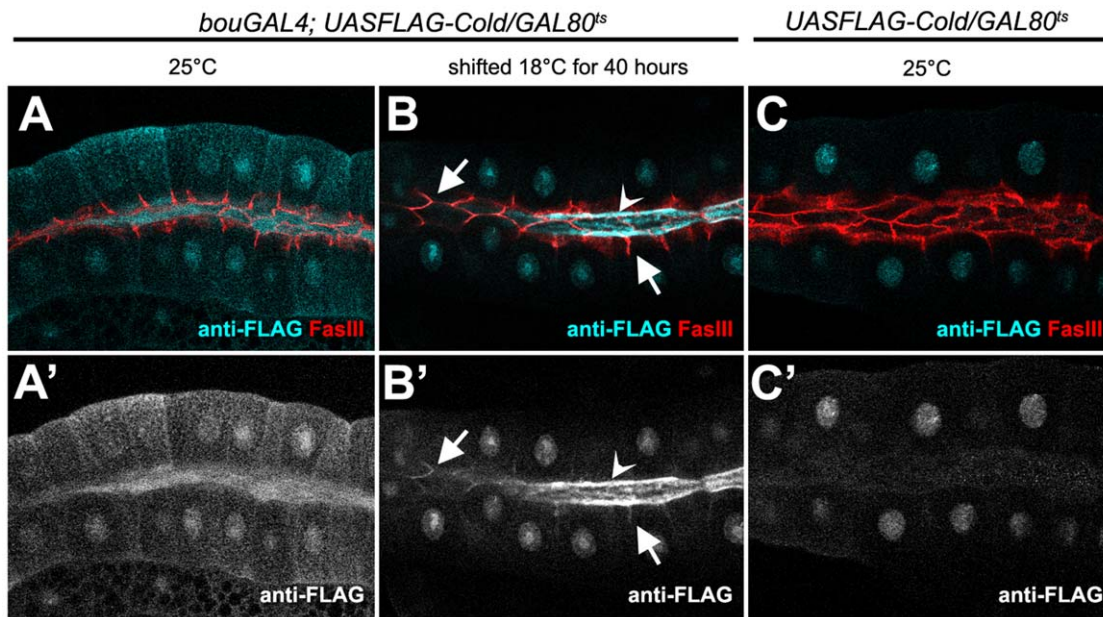 bouGAL4; UASFLAG-Cold/GAL80ts
UASFLAG-Cold/GAL80ts
25°C
shifted 18°C for 40 hours
25°C
A
B
C
anti-FLAG FasIII
anti-FLAG FasIII
anti-FLAG FasIII
A’
B’
C’
anti-FLAG
anti-FLAG
anti-FLAG